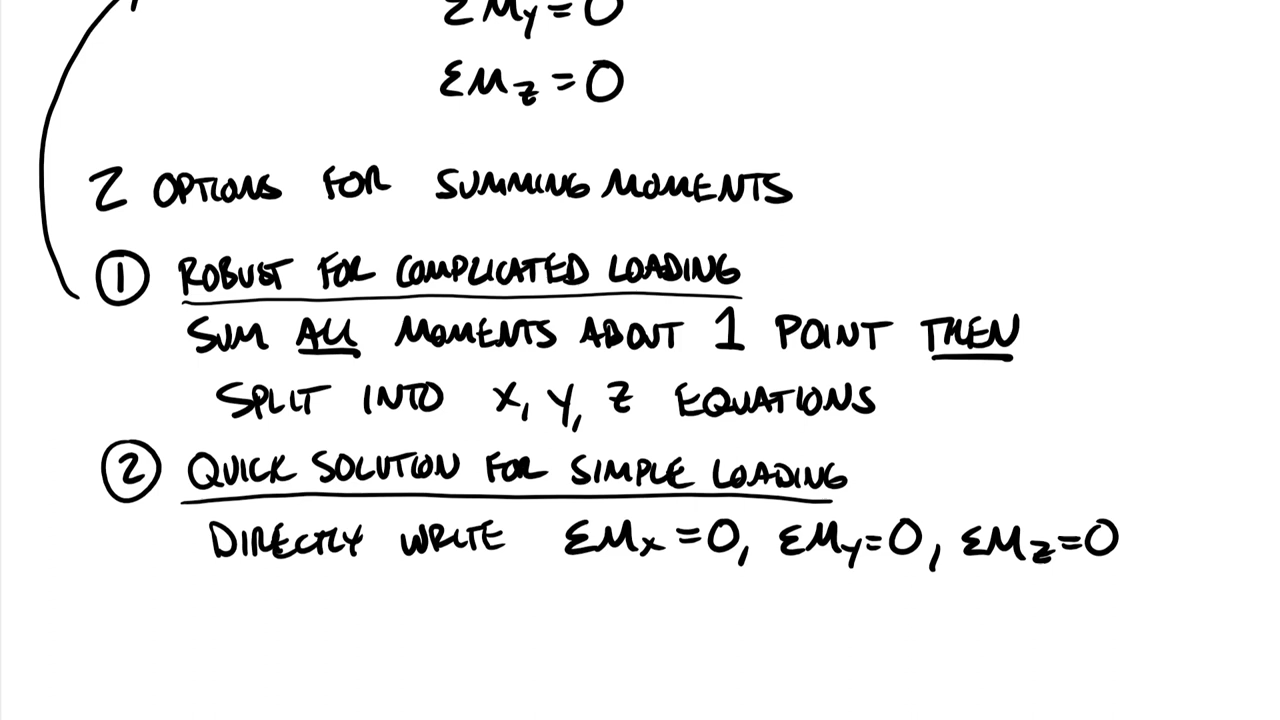 ΣMy=0
ΣMz=0
2 OPTIONS FOR SUMMING MOMENTS
① ROBUST FOR COMPLICATED LOADING
SUM ALL MOMENTS ABOUT 1 POINT THEN
SPLIT INTO X, Y, Z EQUATIONS
② QUICK SOLUTION FOR SIMPLE LOADING
DIRECTLY WRITE ΣMx=0, ΣMy=0, ΣMz=0